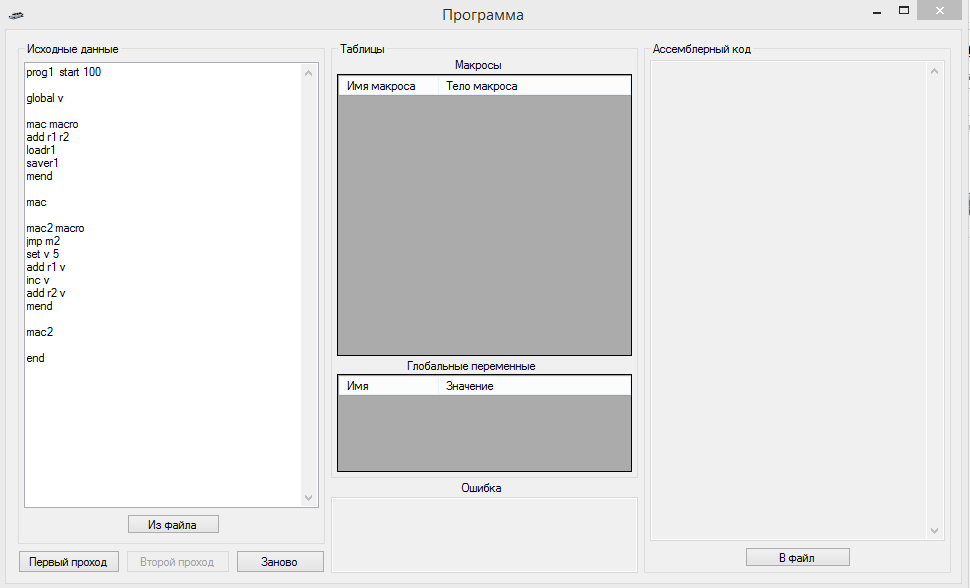 Программа
Исходные данные
prog1 start 100
global v
mac macro
add r1 r2
loadr1
saver1
mend
mac
mac2 macro
jmp m2
set v 5
add r1 v
inc v
add r2 v
mend
mac2
end
Из файла
Первый проход
Второй проход
Заново
Таблицы
Макросы
Имя макроса Тело макроса
Глобальные переменные
Имя Значение
Ошибка
Ассемблерный код
В файл